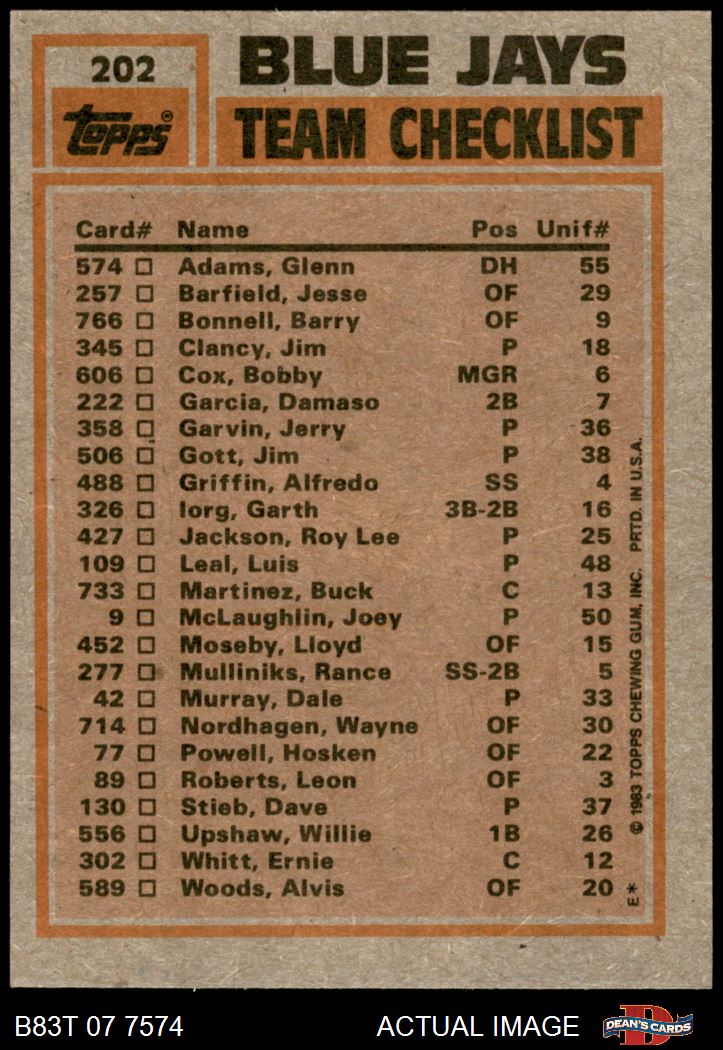 202
BLUE JAYS
Topps®
TEAM CHECKLIST
Card# Name Pos Unif#
574 □ Adams, Glenn DH 55
257 □ Barfield, Jesse OF 29
766 □ Bonnell, Barry OF 9
345 □ Clancy, Jim P 18
606 □ Cox, Bobby MGR 6
222 □ Garcia, Damaso 2B 7
358 □ Garvin, Jerry P 36
506 □ Gott, Jim P 38
488 □ Griffin, Alfredo SS 4
326 □ Iorg, Garth 3B-2B 16
427 □ Jackson, Roy Lee P 25
109 □ Leal, Luis P 48
733 □ Martinez, Buck C 13
9 □ McLaughlin, Joey P 50
452 □ Moseby, Lloyd OF 15
277 □ Mulliniks, Rance SS-2B 5
42 □ Murray, Dale P 33
714 □ Nordhagen, Wayne OF 30
77 □ Powell, Hosken OF 22
89 □ Roberts, Leon OF 3
130 □ Stieb, Dave P 37
556 □ Upshaw, Willie 1B 26
302 □ Whitt, Ernie C 12
589 □ Woods, Alvis OF 20
E* © 1983 TOPPS CHEWING GUM, INC. PRTD. IN U.S.A.
B83T 07 7574 ACTUAL IMAGE
D
DEAN'S CARDS